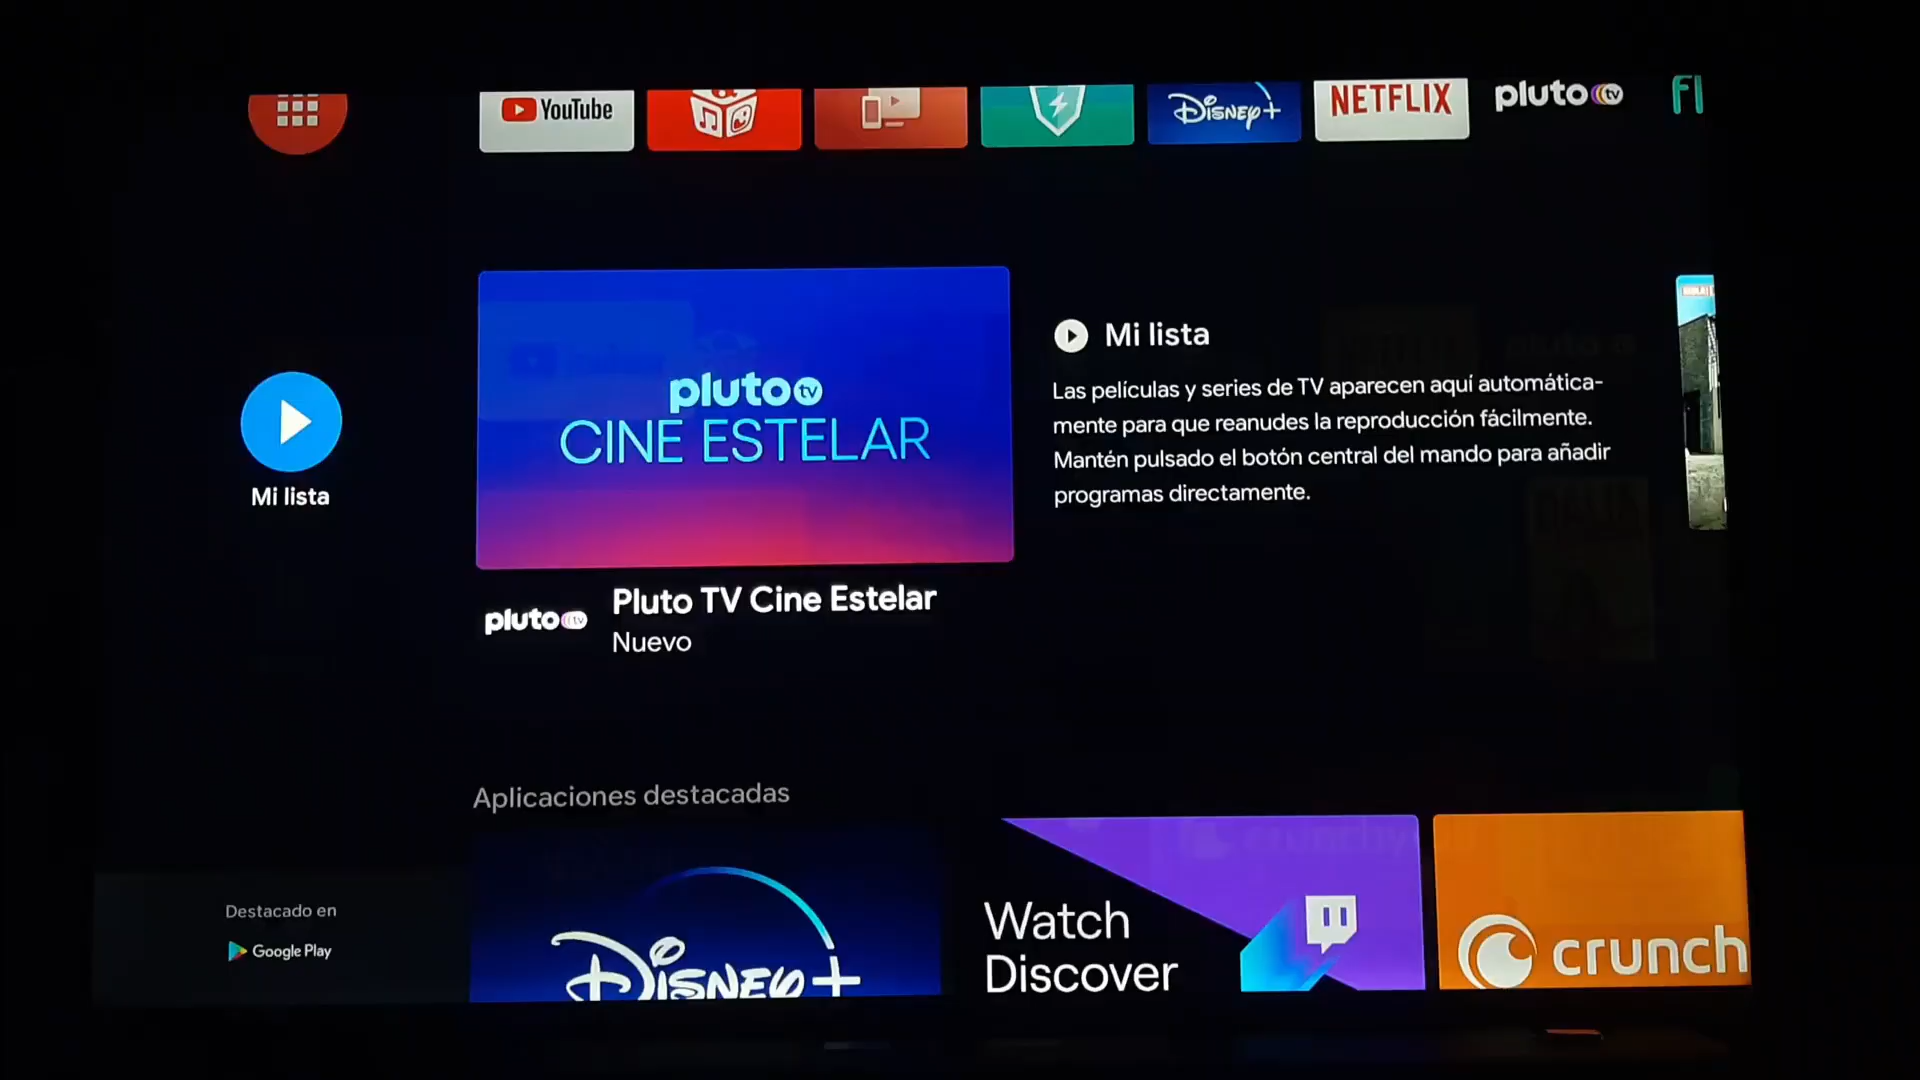 YouTube
Disney+
NETFLIX
pluto tv
Fl
pluto tv
CINE ESTELAR
Mi lista
Las películas y series de TV aparecen aquí automática-
mente para que reanudes la reproducción fácilmente.
Mantén pulsado el botón central del mando para añadir
programas directamente.
Mi lista
pluto tv
Pluto TV Cine Estelar
Nuevo
Aplicaciones destacadas
Destacado en
Google Play
Disney+
Watch
Discover
crunch